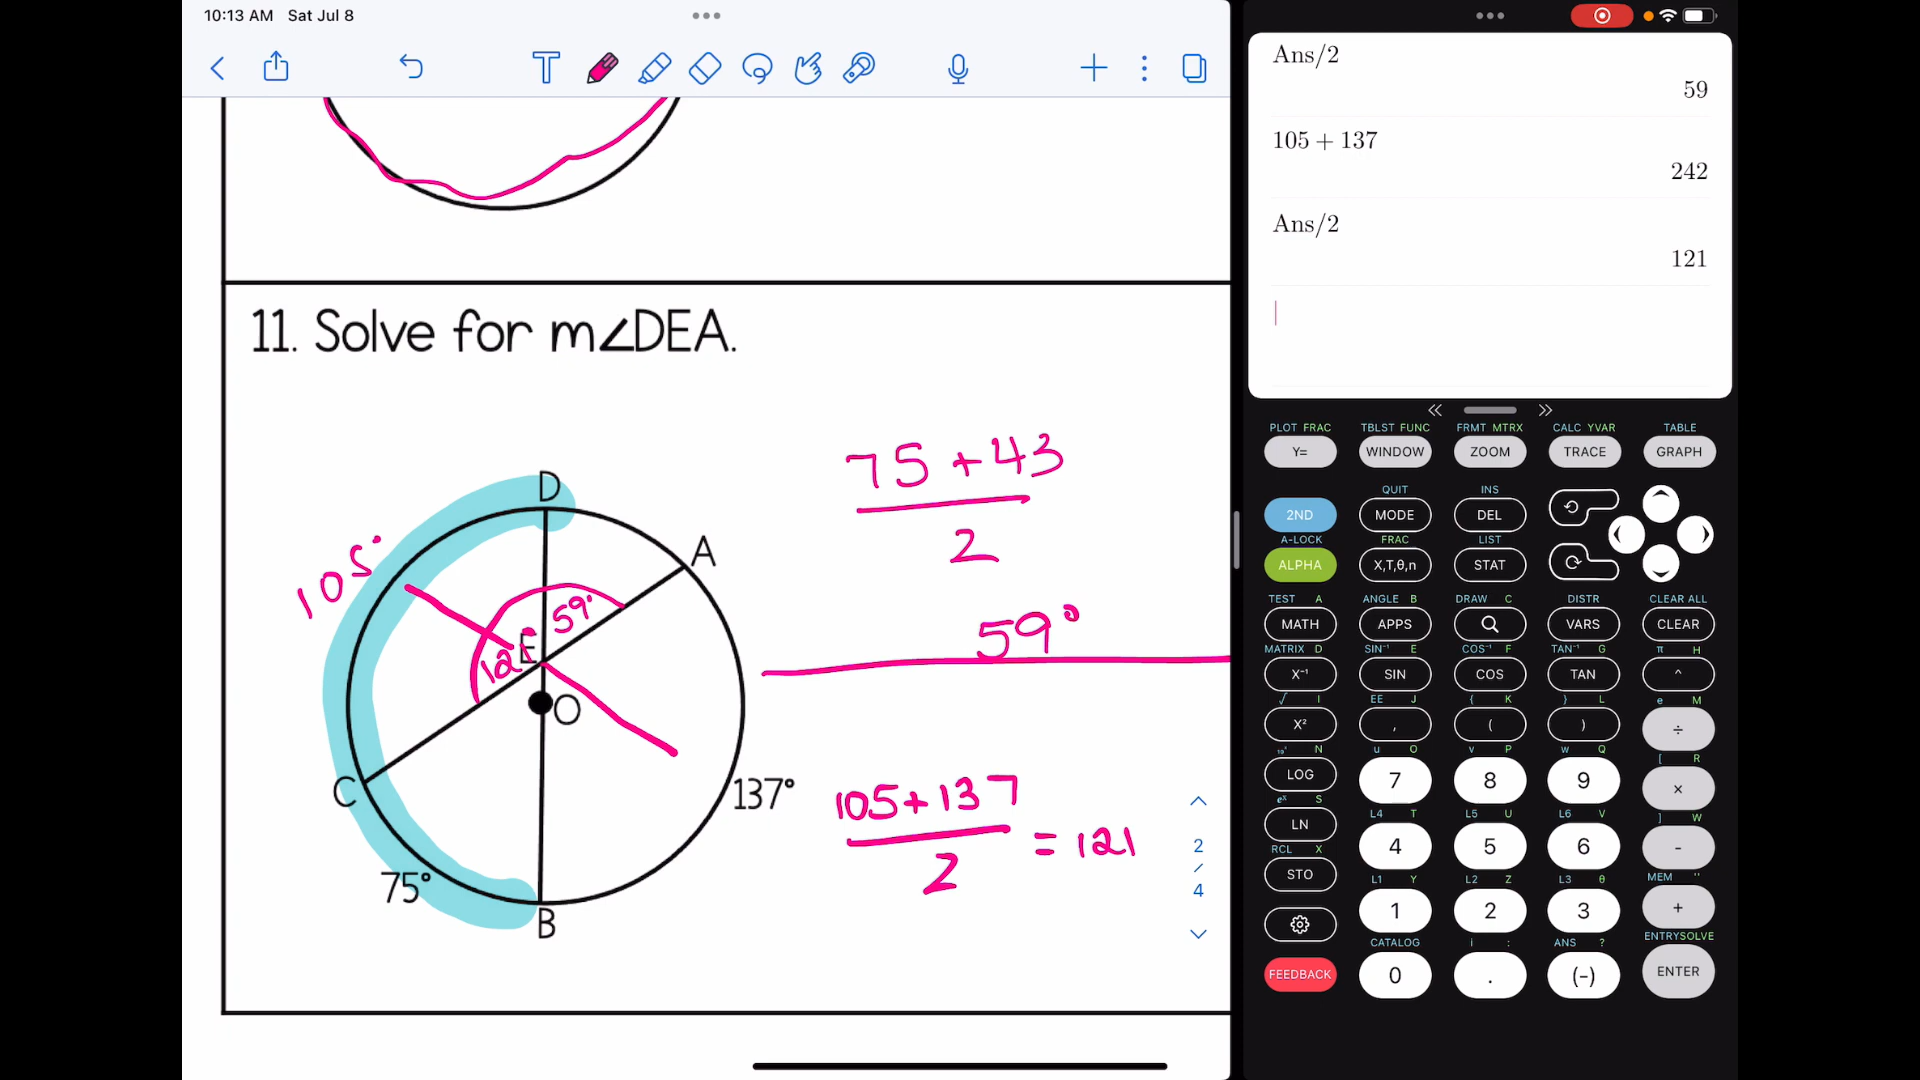 10:13 AM Sat Jul 8
Ans/2
59
105 + 137
242
Ans/2
121
11. Solve for m∠DEA.
75 + 43
2
59°
105 + 137
2
= 121
D
A
105°
59°
E
121
O
C
137°
75°
B
2
/
4
PLOT FRAC TBLST FUNC FRMT MTRX CALC YVAR TABLE
Y= WINDOW ZOOM TRACE GRAPH
QUIT INS
2ND MODE DEL
A-LOCK FRAC LIST
ALPHA X,T,θ,n STAT
TEST A ANGLE B DRAW C DISTR CLEAR ALL
MATH APPS VARS CLEAR
MATRIX D SIN⁻¹ E COS⁻¹ F TAN⁻¹ G π H
X⁻¹ SIN COS TAN ^
√ I EE J { K } L e M
X² , ( ) ÷
N u O v P w Q [ R
LOG 7 8 9 ×
eˣ S L4 T L5 U L6 V ] W
LN 4 5 6 -
RCL X L1 Y L2 Z L3 θ MEM "
STO 1 2 3 +
CATALOG i : ANS ? ENTRY SOLVE
FEEDBACK 0 . (-) ENTER